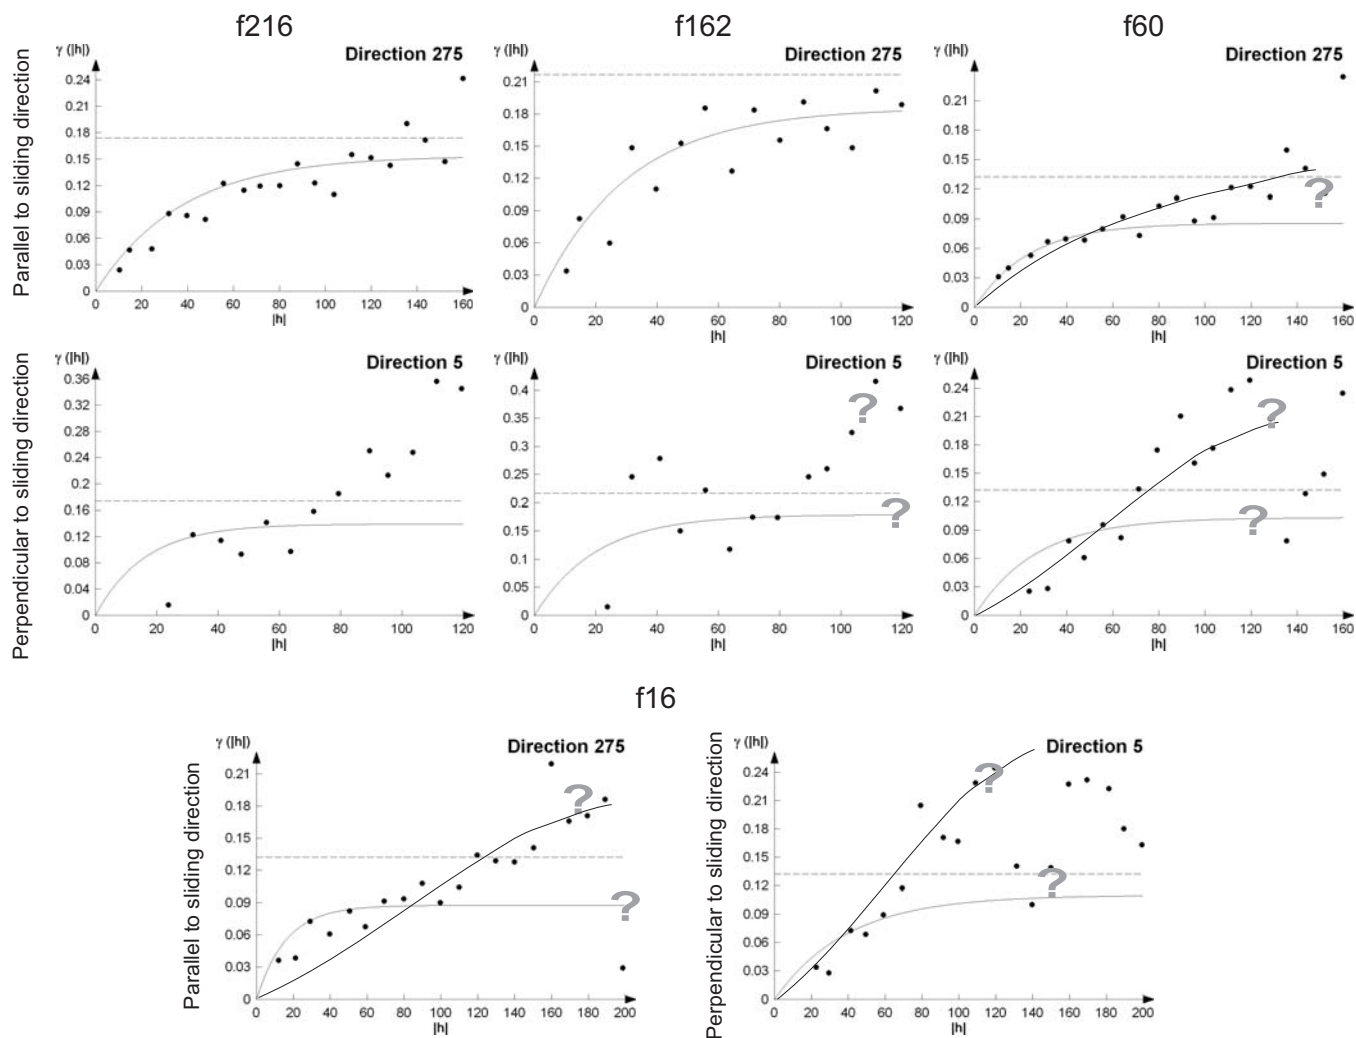 f216 f162 f60
Parallel to sliding direction
γ (|h|) Direction 275
0.24
0.21
0.18
0.15
0.12
0.09
0.06
0.03
0
0 20 40 60 80 100 120 140 160
|h|
γ (|h|) Direction 275
0.21
0.18
0.15
0.12
0.09
0.06
0.03
0
0 20 40 60 80 100 120
|h|
γ (|h|) Direction 275
0.21
0.18
0.15
0.12
0.09
0.06
0.03
0
?
0 20 40 60 80 100 120 140 160
|h|
Perpendicular to sliding direction
γ (|h|) Direction 5
0.36
0.32
0.28
0.24
0.2
0.16
0.12
0.08
0.04
0
0 20 40 60 80 100 120
|h|
γ (|h|) Direction 5
0.4
0.35
0.3
0.25
0.2
0.15
0.1
0.05
0
?
?
0 20 40 60 80 100 120
|h|
γ (|h|) Direction 5
0.24
0.21
0.18
0.15
0.12
0.09
0.06
0.03
0
?
?
0 20 40 60 80 100 120 140 160
|h|
f16
Parallel to sliding direction
γ (|h|) Direction 275
0.21
0.18
0.15
0.12
0.09
0.06
0.03
0
?
?
0 20 40 60 80 100 120 140 160 180 200
|h|
Perpendicular to sliding direction
γ (|h|) Direction 5
0.24
0.21
0.18
0.15
0.12
0.09
0.06
0.03
0
?
?
0 20 40 60 80 100 120 140 160 180 200
|h|